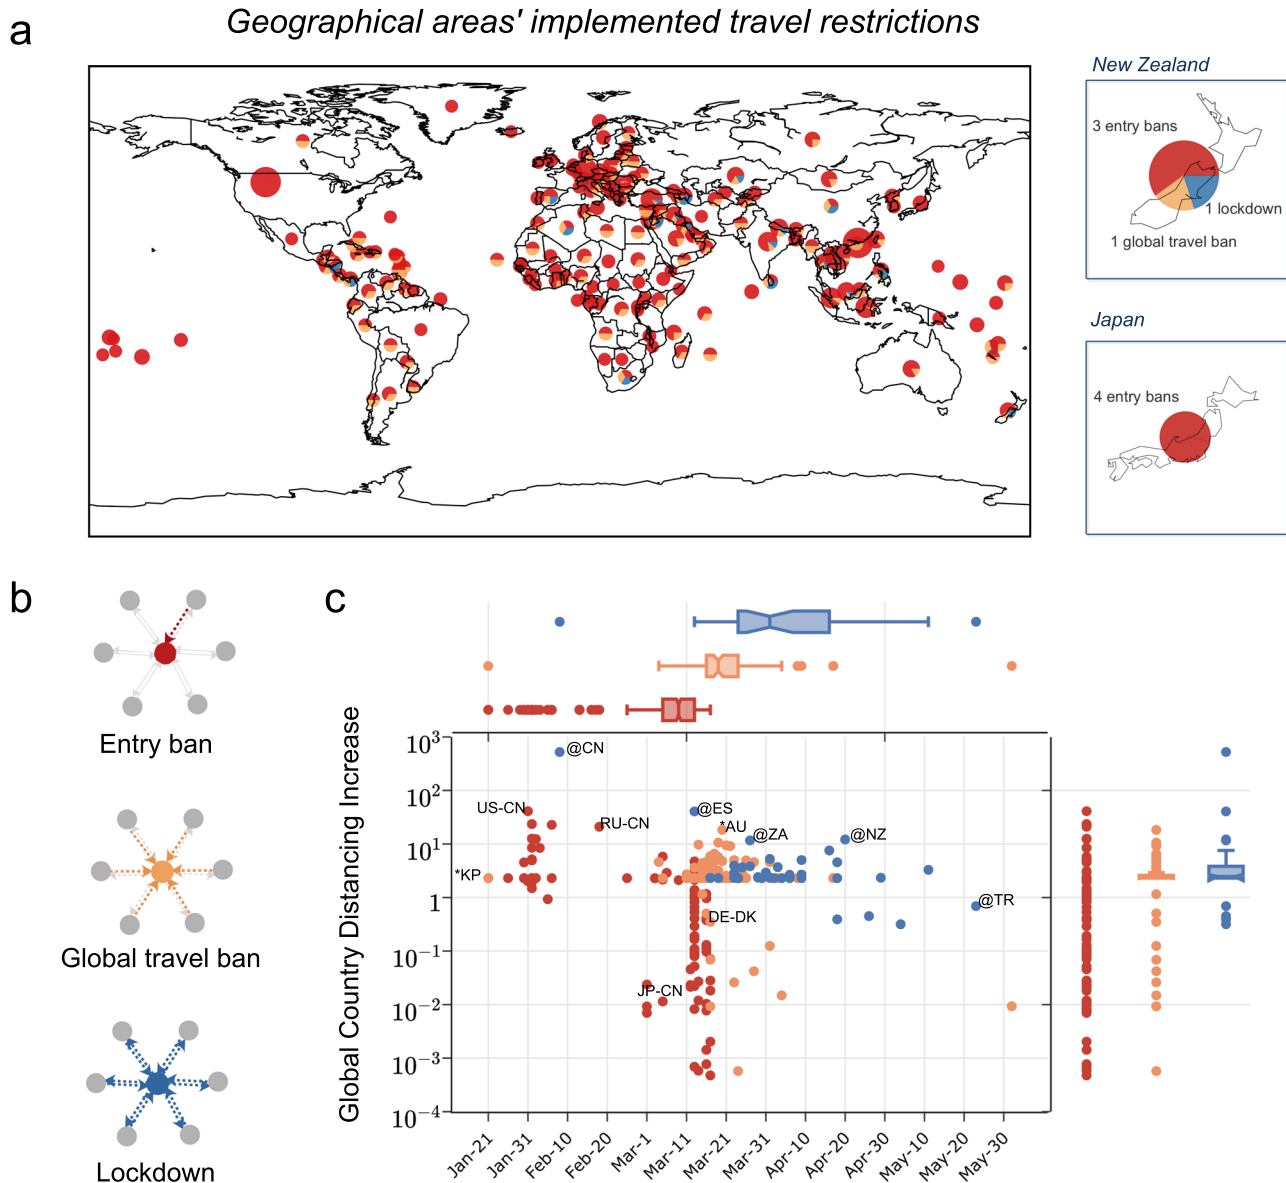 a
Geographical areas' implemented travel restrictions
New Zealand
3 entry bans
1 lockdown
1 global travel ban
Japan
4 entry bans
b
Entry ban
Global travel ban
Lockdown
c
Global Country Distancing Increase
10³
10²
10¹
1
10⁻¹
10⁻²
10⁻³
10⁻⁴
@CN
US-CN
RU-CN
@ES
*AU
@ZA
@NZ
*KP
@TR
DE-DK
JP-CN
Jan-21
Jan-31
Feb-10
Feb-20
Mar-1
Mar-11
Mar-21
Mar-31
Apr-10
Apr-20
Apr-30
May-10
May-20
May-30